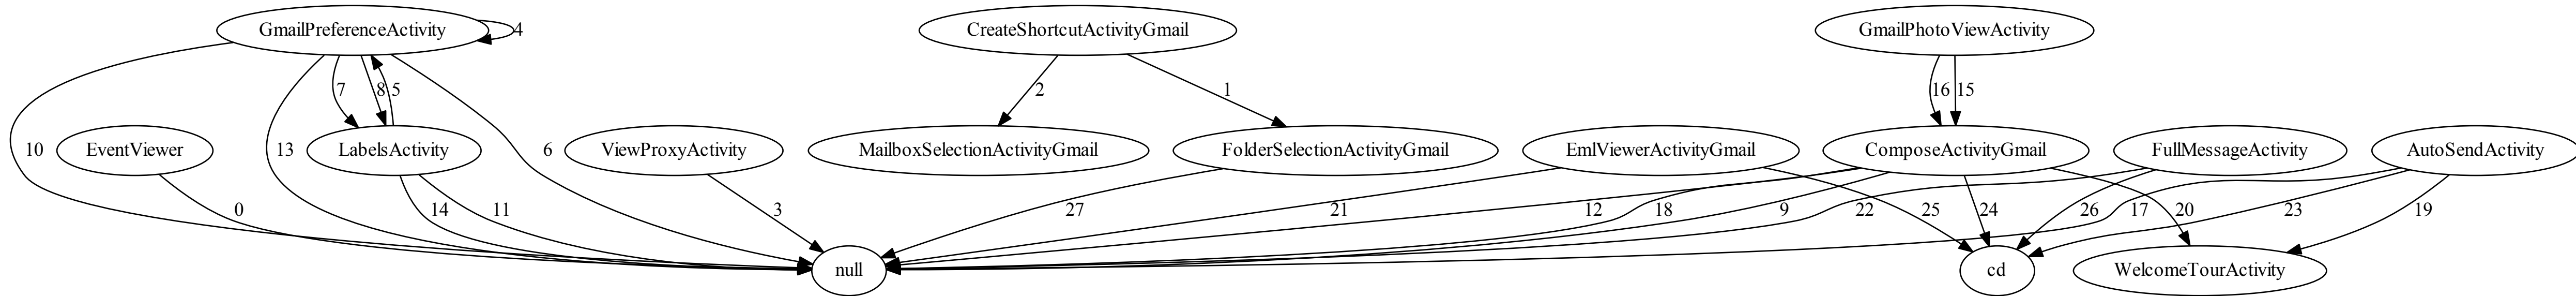 GmailPreferenceActivity
4
CreateShortcutActivityGmail
GmailPhotoViewActivity
7
8
5
2
1
16
15
10
EventViewer
13
LabelsActivity
6
ViewProxyActivity
MailboxSelectionActivityGmail
FolderSelectionActivityGmail
EmlViewerActivityGmail
ComposeActivityGmail
FullMessageActivity
AutoSendActivity
0
14
11
3
27
21
12
18
9
22
25
24
26
17
20
23
19
null
cd
WelcomeTourActivity